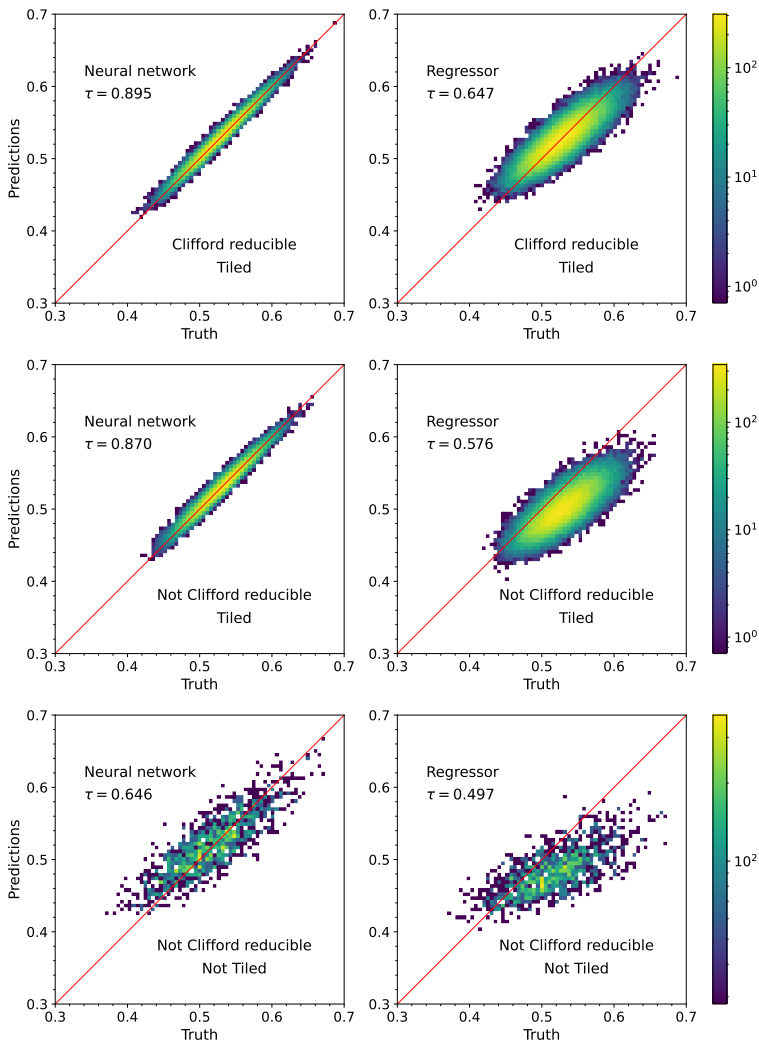 0.7
0.6
0.5
0.4
0.3
Predictions
Neural network
τ = 0.895
Clifford reducible
Tiled
0.3 0.4 0.5 0.6 0.7
Truth
0.7
0.6
0.5
0.4
0.3
Regressor
τ = 0.647
Clifford reducible
Tiled
0.3 0.4 0.5 0.6 0.7
Truth
10²
10¹
10⁰
0.7
0.6
0.5
0.4
0.3
Predictions
Neural network
τ = 0.870
Not Clifford reducible
Tiled
0.3 0.4 0.5 0.6 0.7
Truth
0.7
0.6
0.5
0.4
0.3
Regressor
τ = 0.576
Not Clifford reducible
Tiled
0.3 0.4 0.5 0.6 0.7
Truth
10²
10¹
10⁰
0.7
0.6
0.5
0.4
0.3
Predictions
Neural network
τ = 0.646
Not Clifford reducible
Not Tiled
0.3 0.4 0.5 0.6 0.7
Truth
0.7
0.6
0.5
0.4
0.3
Regressor
τ = 0.497
Not Clifford reducible
Not Tiled
0.3 0.4 0.5 0.6 0.7
Truth
10²